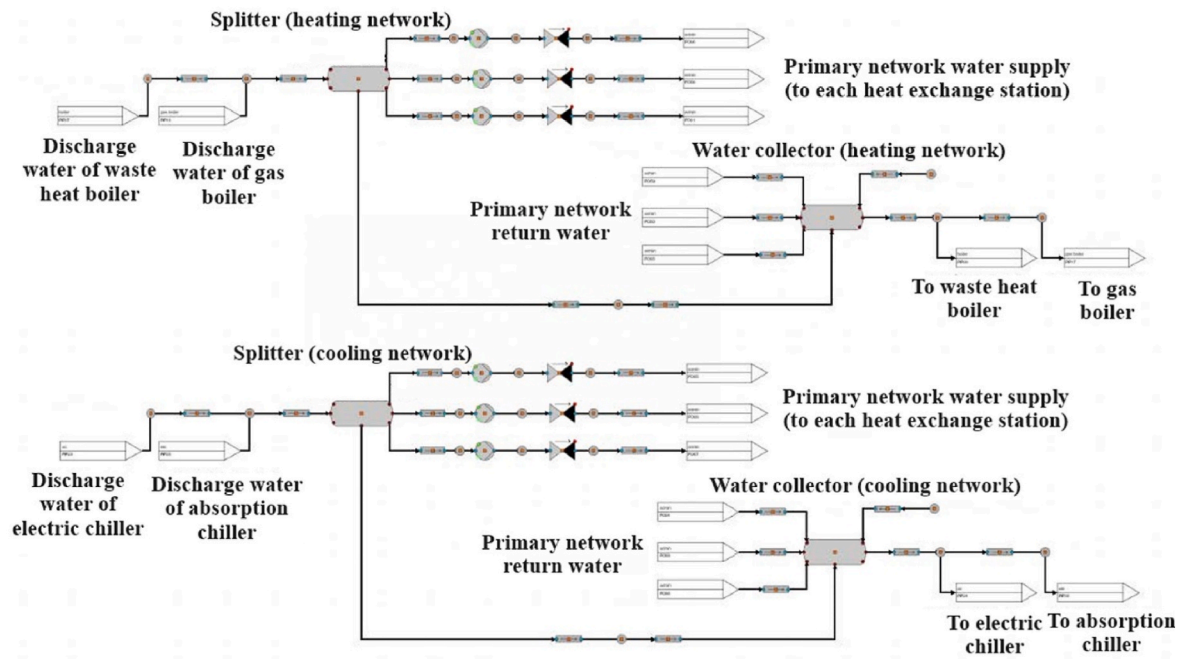 Splitter (heating network)
Primary network water supply
(to each heat exchange station)
Discharge
water of waste
heat boiler
Discharge
water of gas
boiler
Water collector (heating network)
Primary network
return water
To waste heat
boiler
To gas
boiler
Splitter (cooling network)
Primary network water supply
(to each heat exchange station)
Discharge
water of
electric chiller
Discharge water
of absorption
chiller
Water collector (cooling network)
Primary network
return water
To electric
chiller
To absorption
chiller